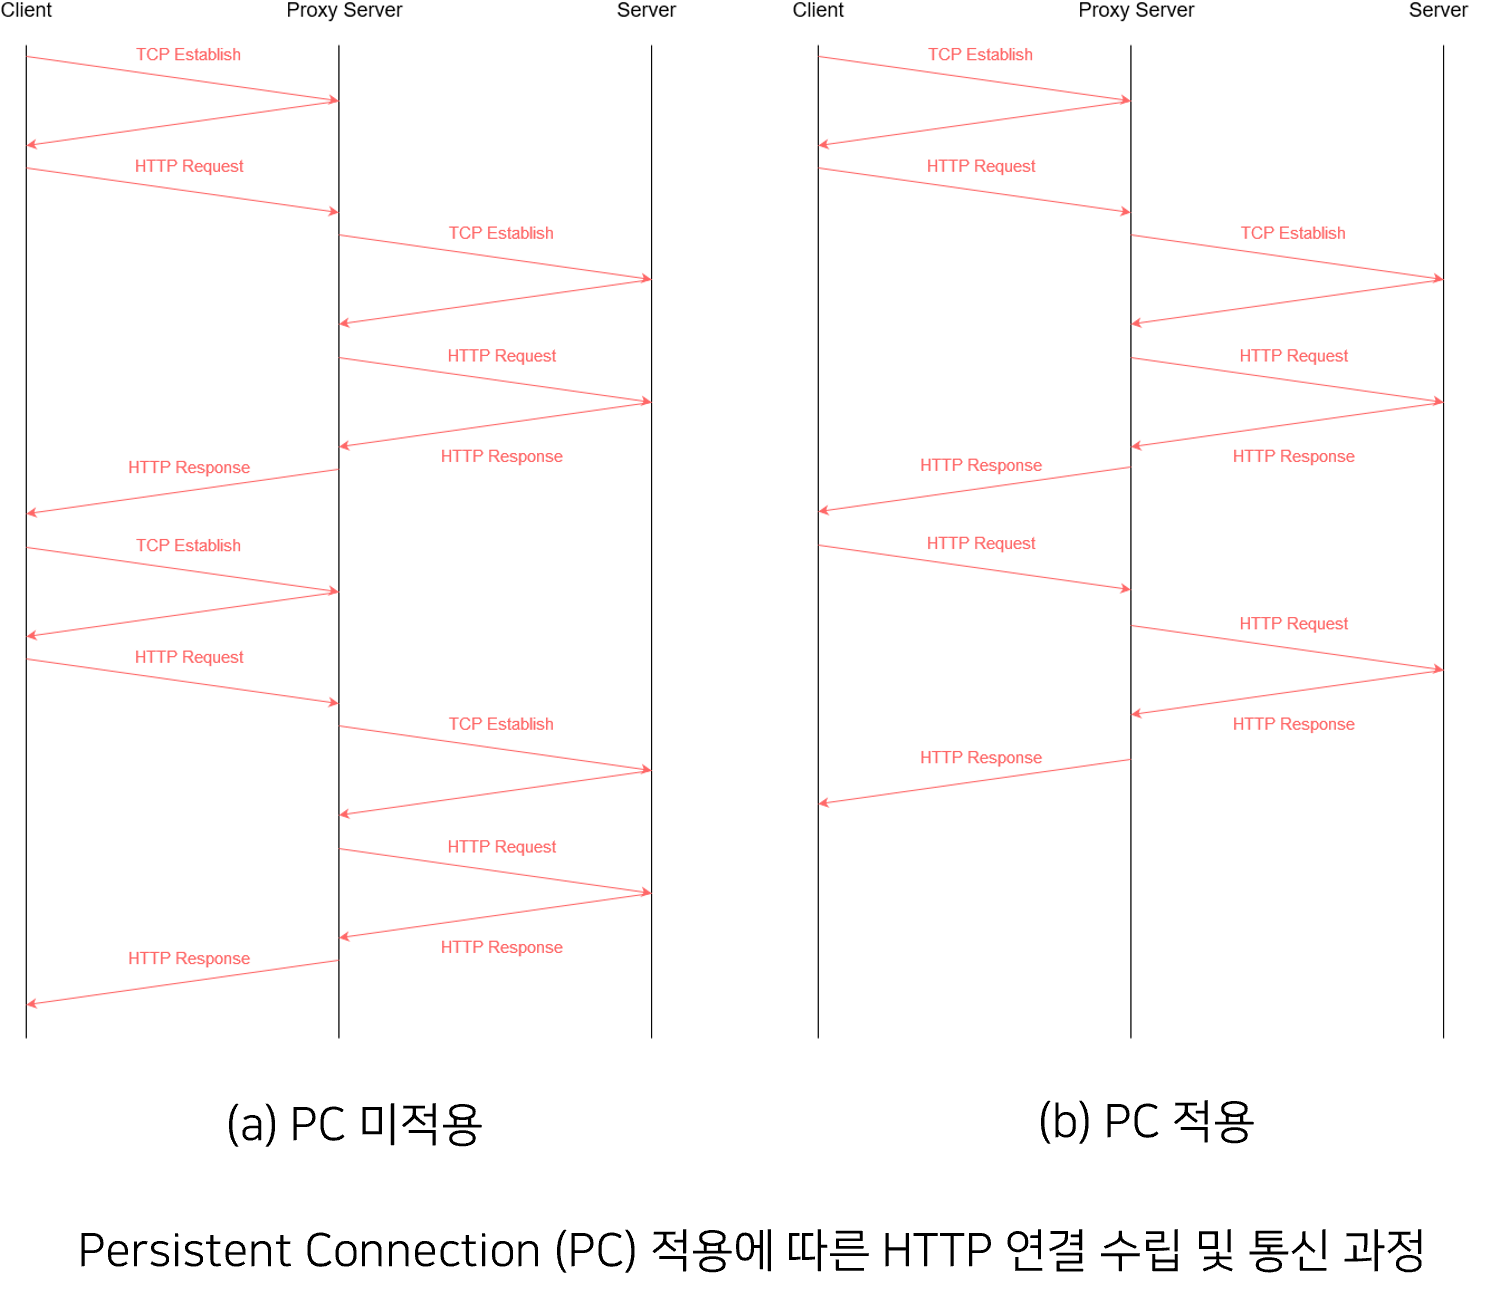 Client Proxy Server Server
TCP Establish
HTTP Request
TCP Establish
HTTP Request
HTTP Response
HTTP Response
TCP Establish
HTTP Request
TCP Establish
HTTP Request
HTTP Response
HTTP Response
(a) PC 미적용
Client Proxy Server Server
TCP Establish
HTTP Request
TCP Establish
HTTP Request
HTTP Response
HTTP Response
HTTP Request
HTTP Request
HTTP Response
HTTP Response
(b) PC 적용
Persistent Connection (PC) 적용에 따른 HTTP 연결 수립 및 통신 과정